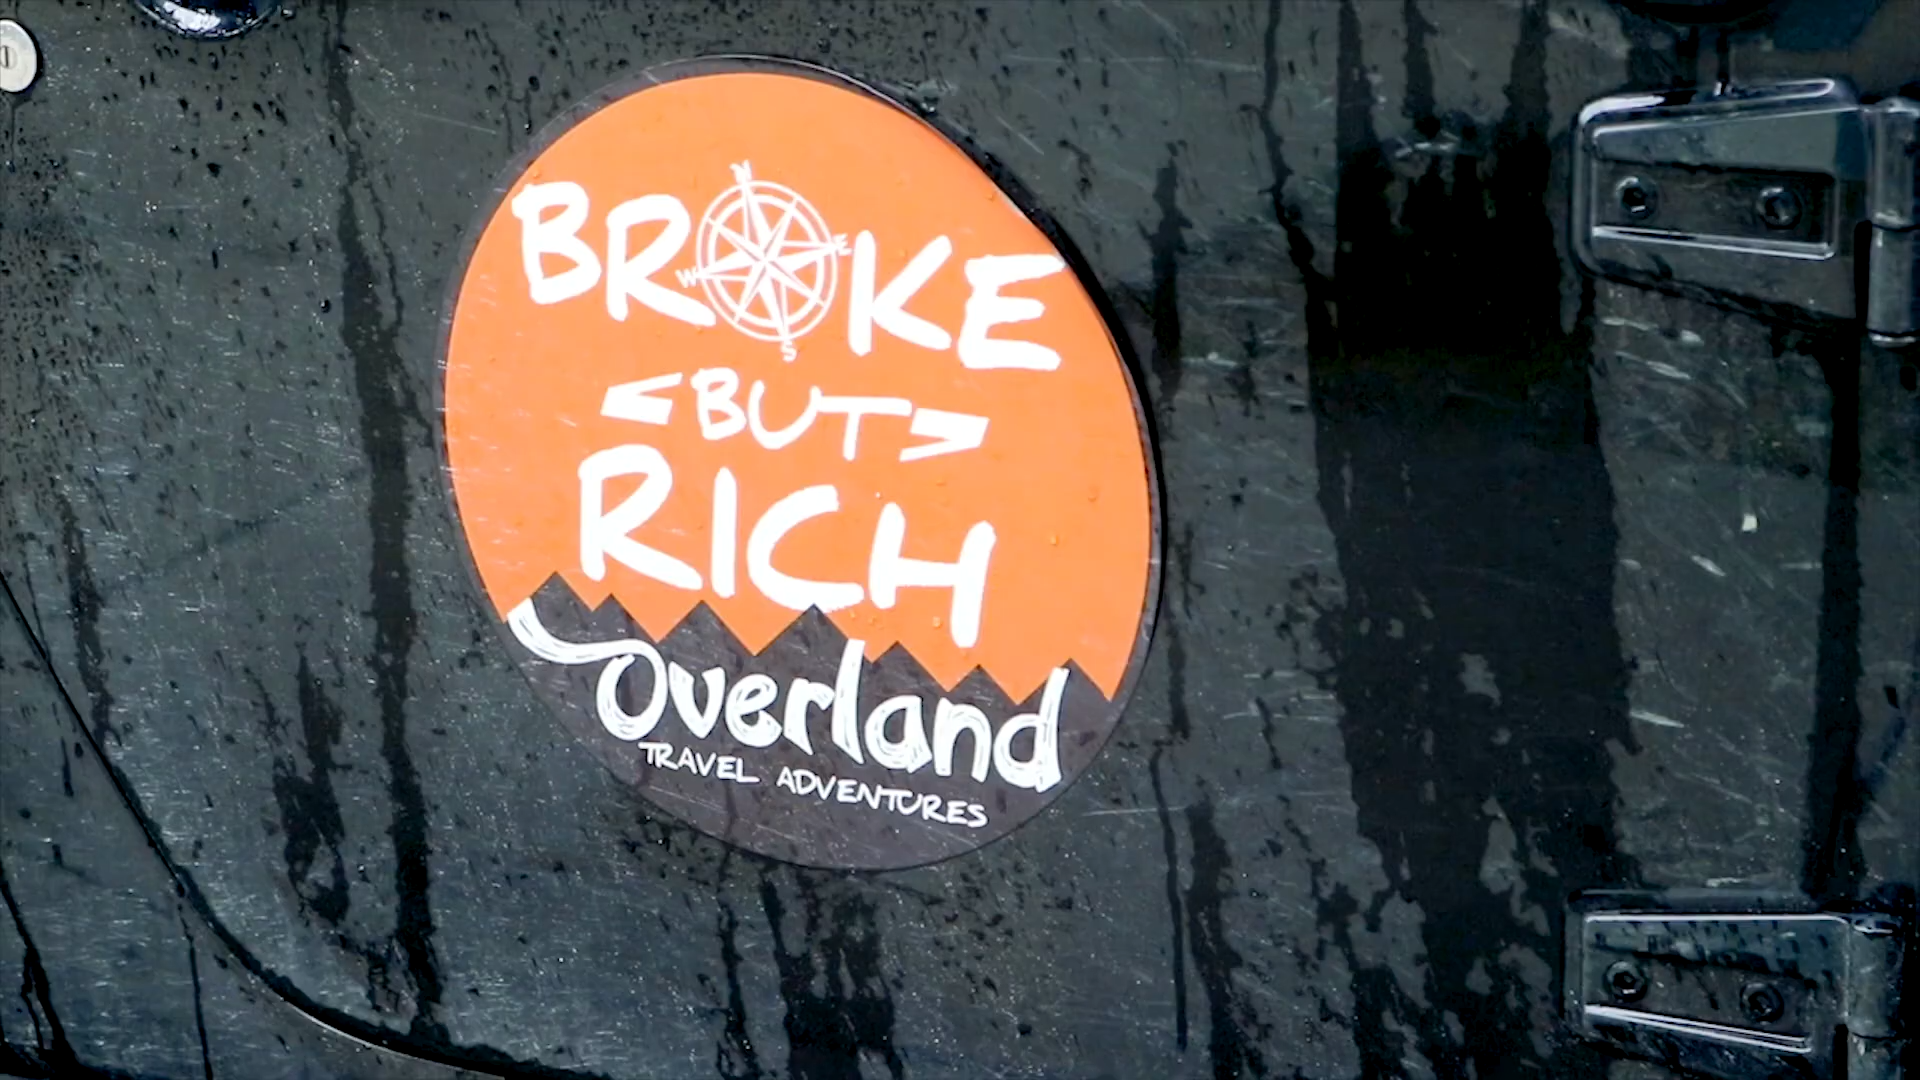 N
BROKE
W E
S
<BUT>
RICH
Overland
TRAVEL ADVENTURES